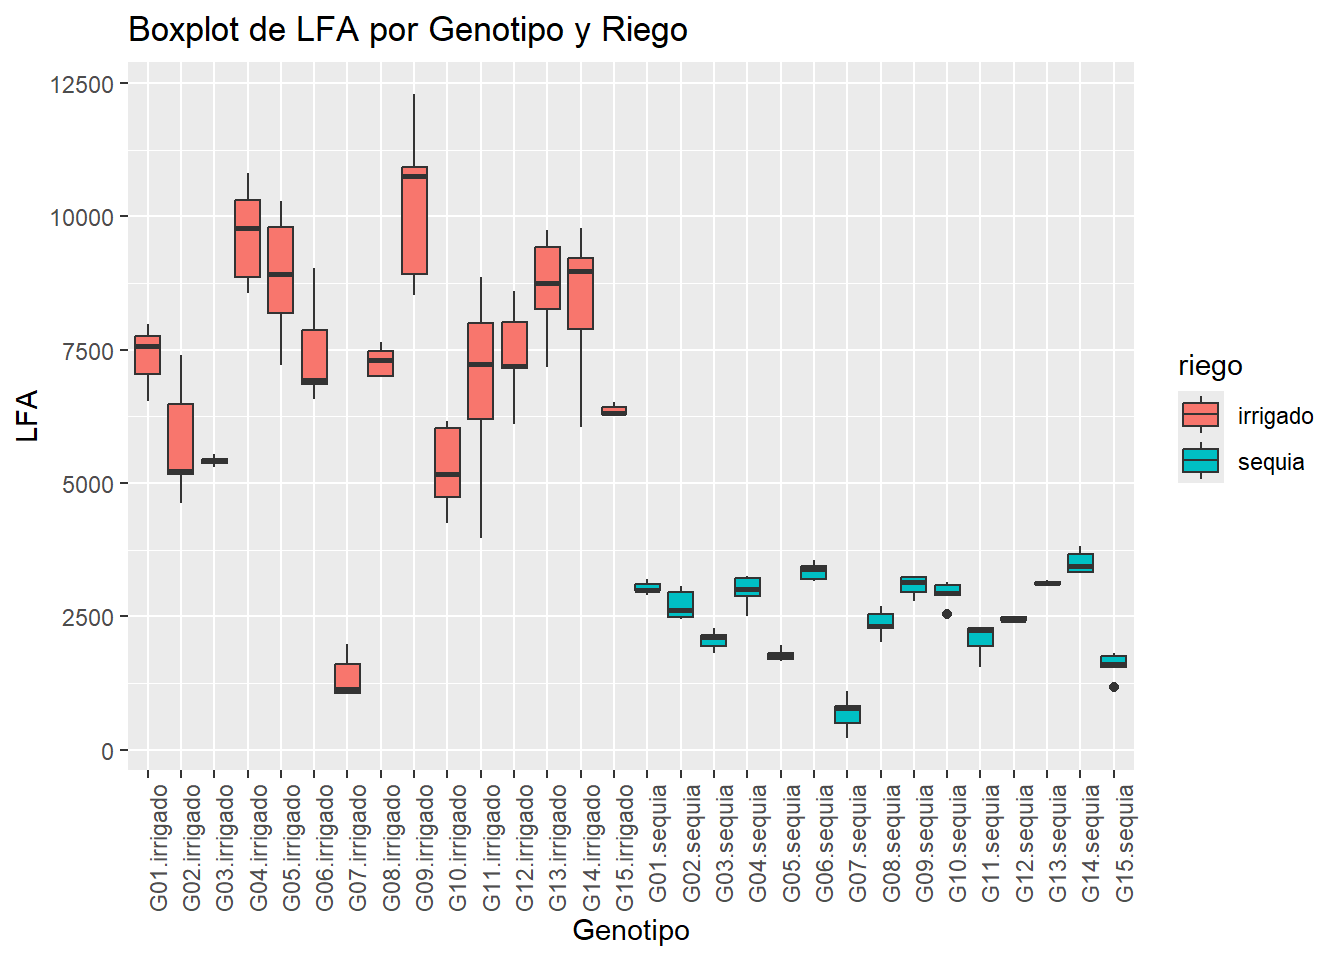 Boxplot de LFA por Genotipo y Riego
12500
10000
7500
5000
2500
0
LFA
G01.irrigado
G02.irrigado
G03.irrigado
G04.irrigado
G05.irrigado
G06.irrigado
G07.irrigado
G08.irrigado
G09.irrigado
G10.irrigado
G11.irrigado
G12.irrigado
G13.irrigado
G14.irrigado
G15.irrigado
G01.sequia
G02.sequia
G03.sequia
G04.sequia
G05.sequia
G06.sequia
G07.sequia
G08.sequia
G09.sequia
G10.sequia
G11.sequia
G12.sequia
G13.sequia
G14.sequia
G15.sequia
Genotipo
riego
irrigado
sequia